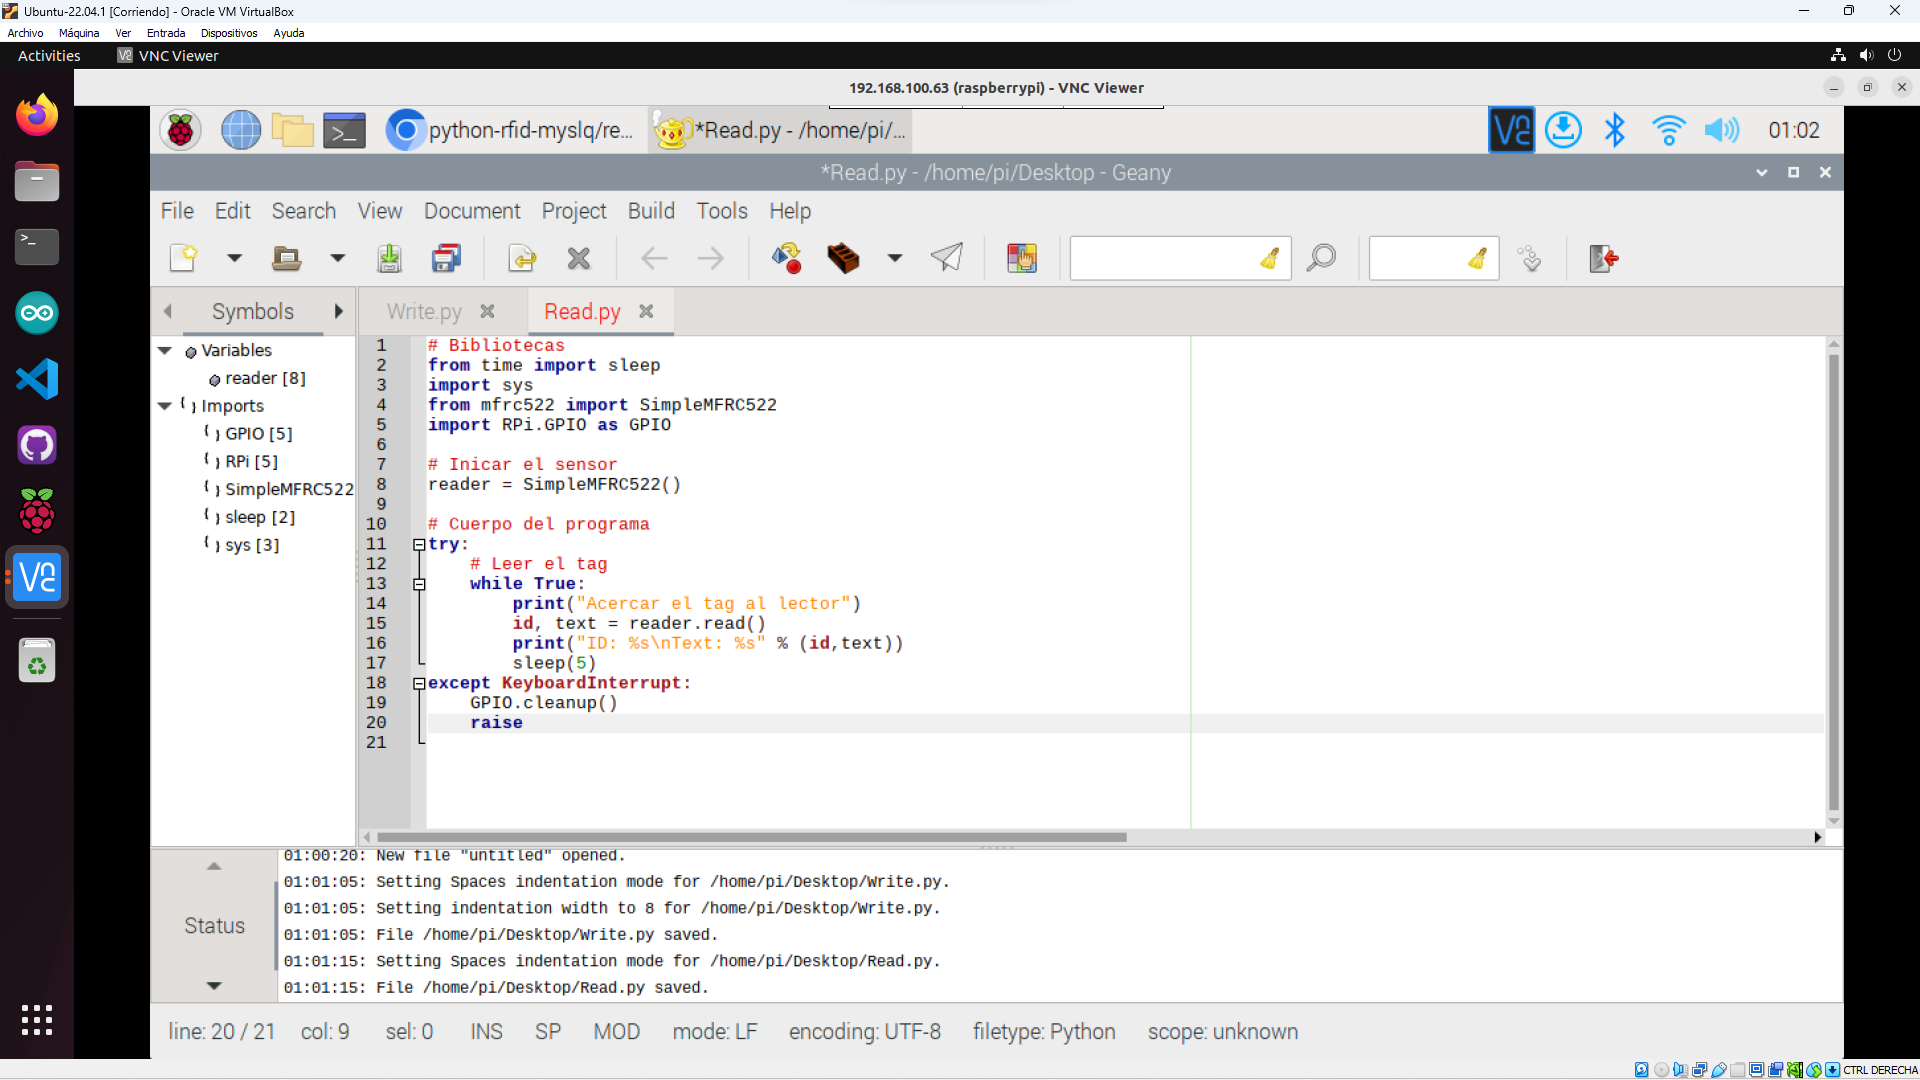 Ubuntu-22.04.1 [Corriendo] - Oracle VM VirtualBox
Archivo Máquina Ver Entrada Dispositivos Ayuda
Activities VNC Viewer
192.168.100.63 (raspberrypi) - VNC Viewer
python-rfid-myslq/re... *Read.py - /home/pi/... 01:02
*Read.py - /home/pi/Desktop - Geany
File Edit Search View Document Project Build Tools Help
Symbols Write.py Read.py
Variables
reader [8]
Imports
GPIO [5]
RPi [5]
SimpleMFRC522
sleep [2]
sys [3]
1 # Bibliotecas
2 from time import sleep
3 import sys
4 from mfrc522 import SimpleMFRC522
5 import RPi.GPIO as GPIO
6
7 # Inicar el sensor
8 reader = SimpleMFRC522()
9
10 # Cuerpo del programa
11 try:
12 # Leer el tag
13 while True:
14 print("Acercar el tag al lector")
15 id, text = reader.read()
16 print("ID: %s\nText: %s" % (id,text))
17 sleep(5)
18 except KeyboardInterrupt:
19 GPIO.cleanup()
20 raise
21
Status
01:00:20: New file "untitled" opened.
01:01:05: Setting Spaces indentation mode for /home/pi/Desktop/Write.py.
01:01:05: Setting indentation width to 8 for /home/pi/Desktop/Write.py.
01:01:05: File /home/pi/Desktop/Write.py saved.
01:01:15: Setting Spaces indentation mode for /home/pi/Desktop/Read.py.
01:01:15: File /home/pi/Desktop/Read.py saved.
line: 20 / 21 col: 9 sel: 0 INS SP MOD mode: LF encoding: UTF-8 filetype: Python scope: unknown
CTRL DERECHA